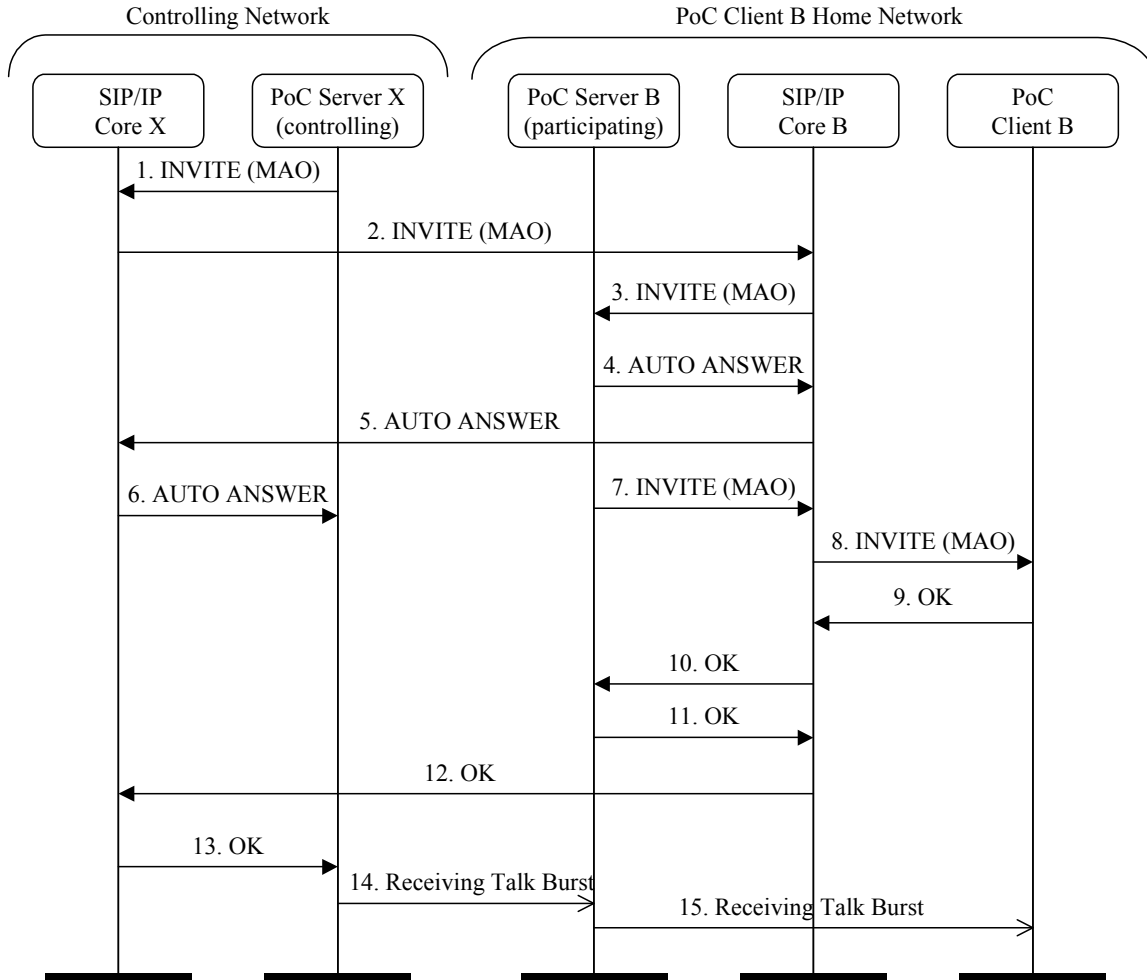 Controlling Network
PoC Client B Home Network
SIP/IP
Core X
PoC Server X
(controlling)
PoC Server B
(participating)
SIP/IP
Core B
PoC
Client B
1. INVITE (MAO)
2. INVITE (MAO)
3. INVITE (MAO)
4. AUTO ANSWER
5. AUTO ANSWER
6. AUTO ANSWER
7. INVITE (MAO)
8. INVITE (MAO)
9. OK
10. OK
11. OK
12. OK
13. OK
14. Receiving Talk Burst
15. Receiving Talk Burst